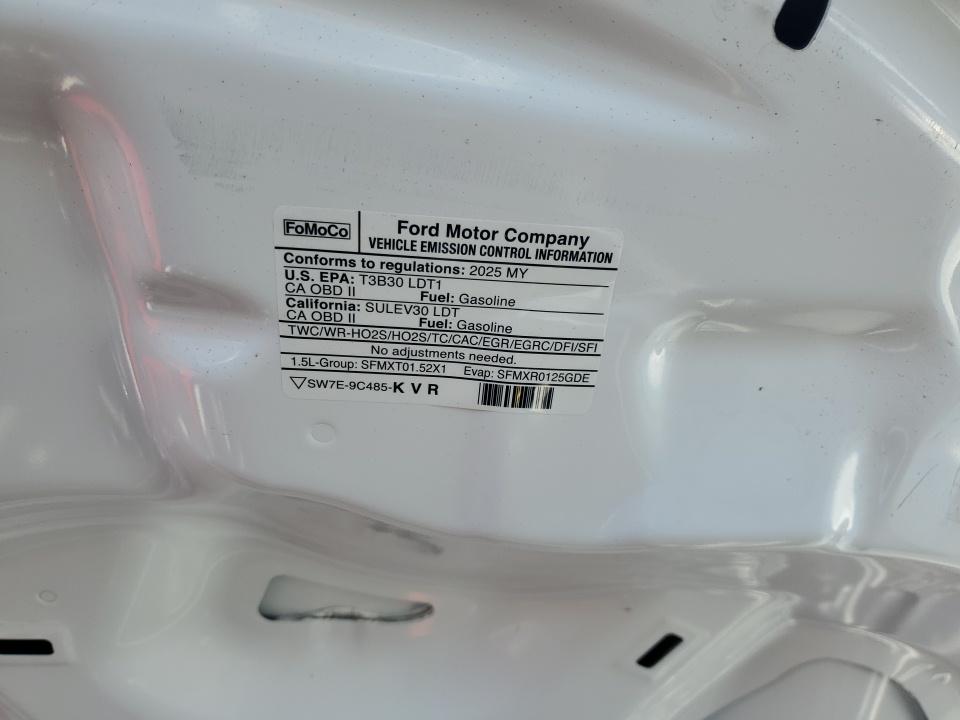 FoMoCo
Ford Motor Company
VEHICLE EMISSION CONTROL INFORMATION
Conforms to regulations: 2025 MY
U.S. EPA: T3B30 LDT1
CA OBD II Fuel: Gasoline
California: SULEV30 LDT
CA OBD II Fuel: Gasoline
TWC/WR-HO2S/HO2S/TC/CAC/EGR/EGRC/DFI/SFI
No adjustments needed.
1.5L-Group: SFMXT01.52X1 Evap: SFMXR0125GDE
SW7E-9C485-K V R